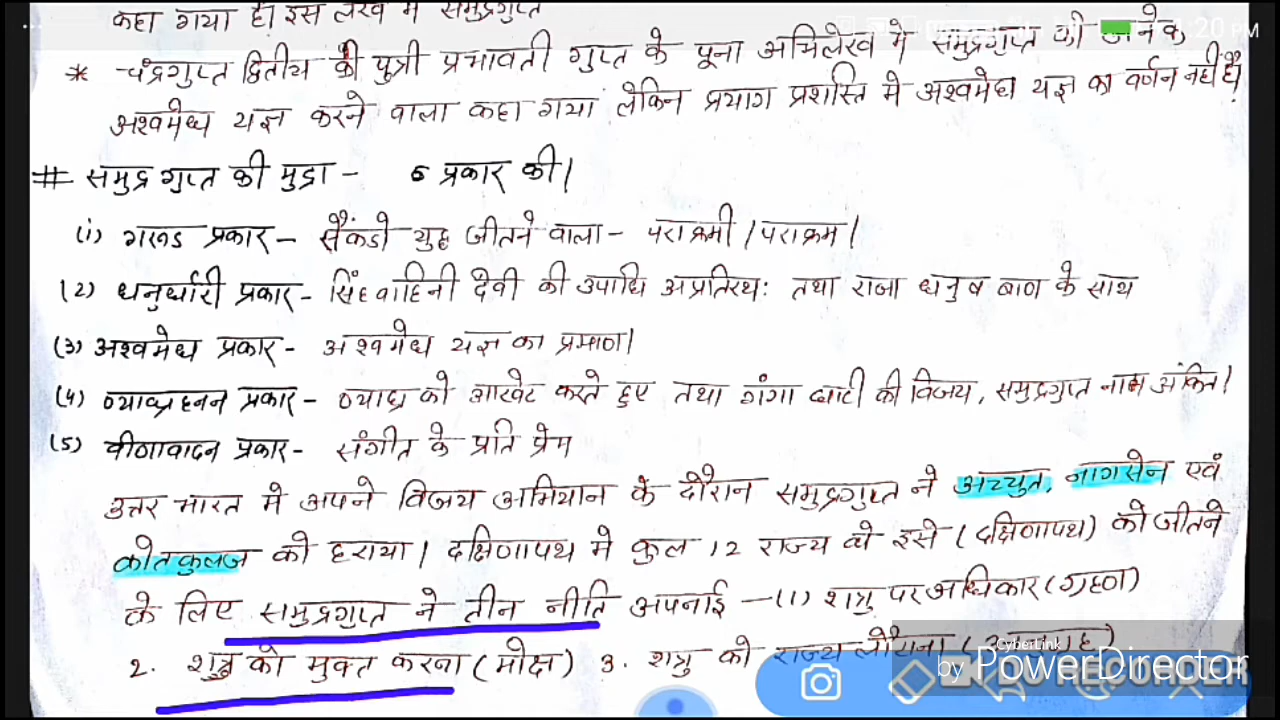 कहा गया है। इस लेख में समुद्रगुप्त
20 PM
* चंद्रगुप्त द्वितीय की पुत्री प्रभावती गुप्त के पूना अभिलेख मे समुद्रगुप्त को अनेक
अश्वमेध यज्ञ करने वाला कहा गया लेकिन प्रयाग प्रशस्ति मे अश्वमेध यज्ञ का वर्णन नही है।
# समुद्र गुप्त की मुद्रा - 6 प्रकार की।
(i) गरूड प्रकार - सैंकडो युद्ध जीतने वाला - पराक्रमी / पराक्रम।
(2) धनुर्धारी प्रकार - सिंहवाहिनी देवी की उपाधि अप्रतिरथः तथा राजा धनुष बाण के साथ
(3) अश्वमेध प्रकार - अश्वमेध यज्ञ का प्रमाण।
(4) व्याघ्रहनन प्रकार - व्याघ्र को आखेट करते हुए तथा गंगा घाटी की विजय, समुद्रगुप्त नाम अंकित।
(5) वीणावादन प्रकार - संगीत के प्रति प्रेम
उत्तर भारत मे अपने विजय अभियान के दौरान समुद्रगुप्त ने अच्युत, नागसेन एवं
कोतकुलज को हराया। दक्षिणापथ मे कुल 12 राज्य थे इसे (दक्षिणापथ) को जीतने
के लिए समुद्रगुप्त ने तीन नीति अपनाई - (1) शत्रु पर अधिकार (ग्रहण)
2. शत्रु को मुक्त करना (मोक्ष) 3. शत्रु को राज्य लौटाना
CyberLink
by PowerDirector